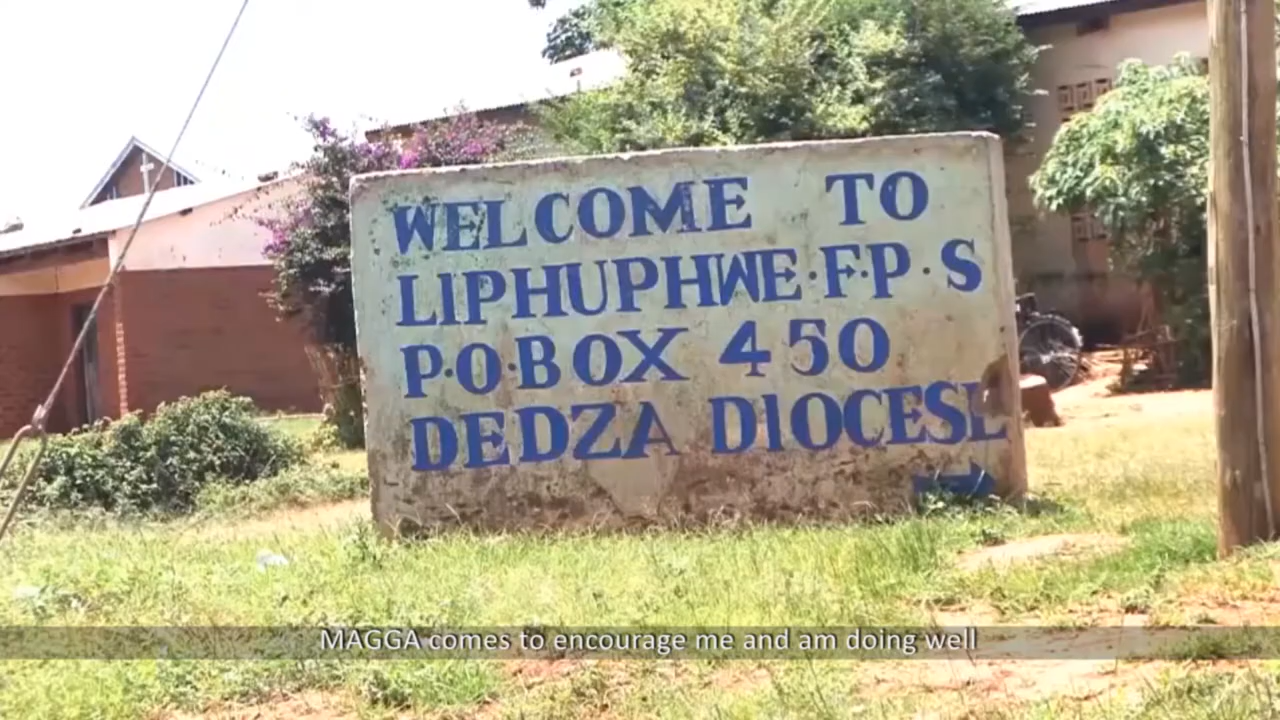 WELCOME TO
LIPHUPHWE·F·P·S
P·O·BOX 450
DEDZA DIOCESE
MAGGA comes to encourage me and am doing well